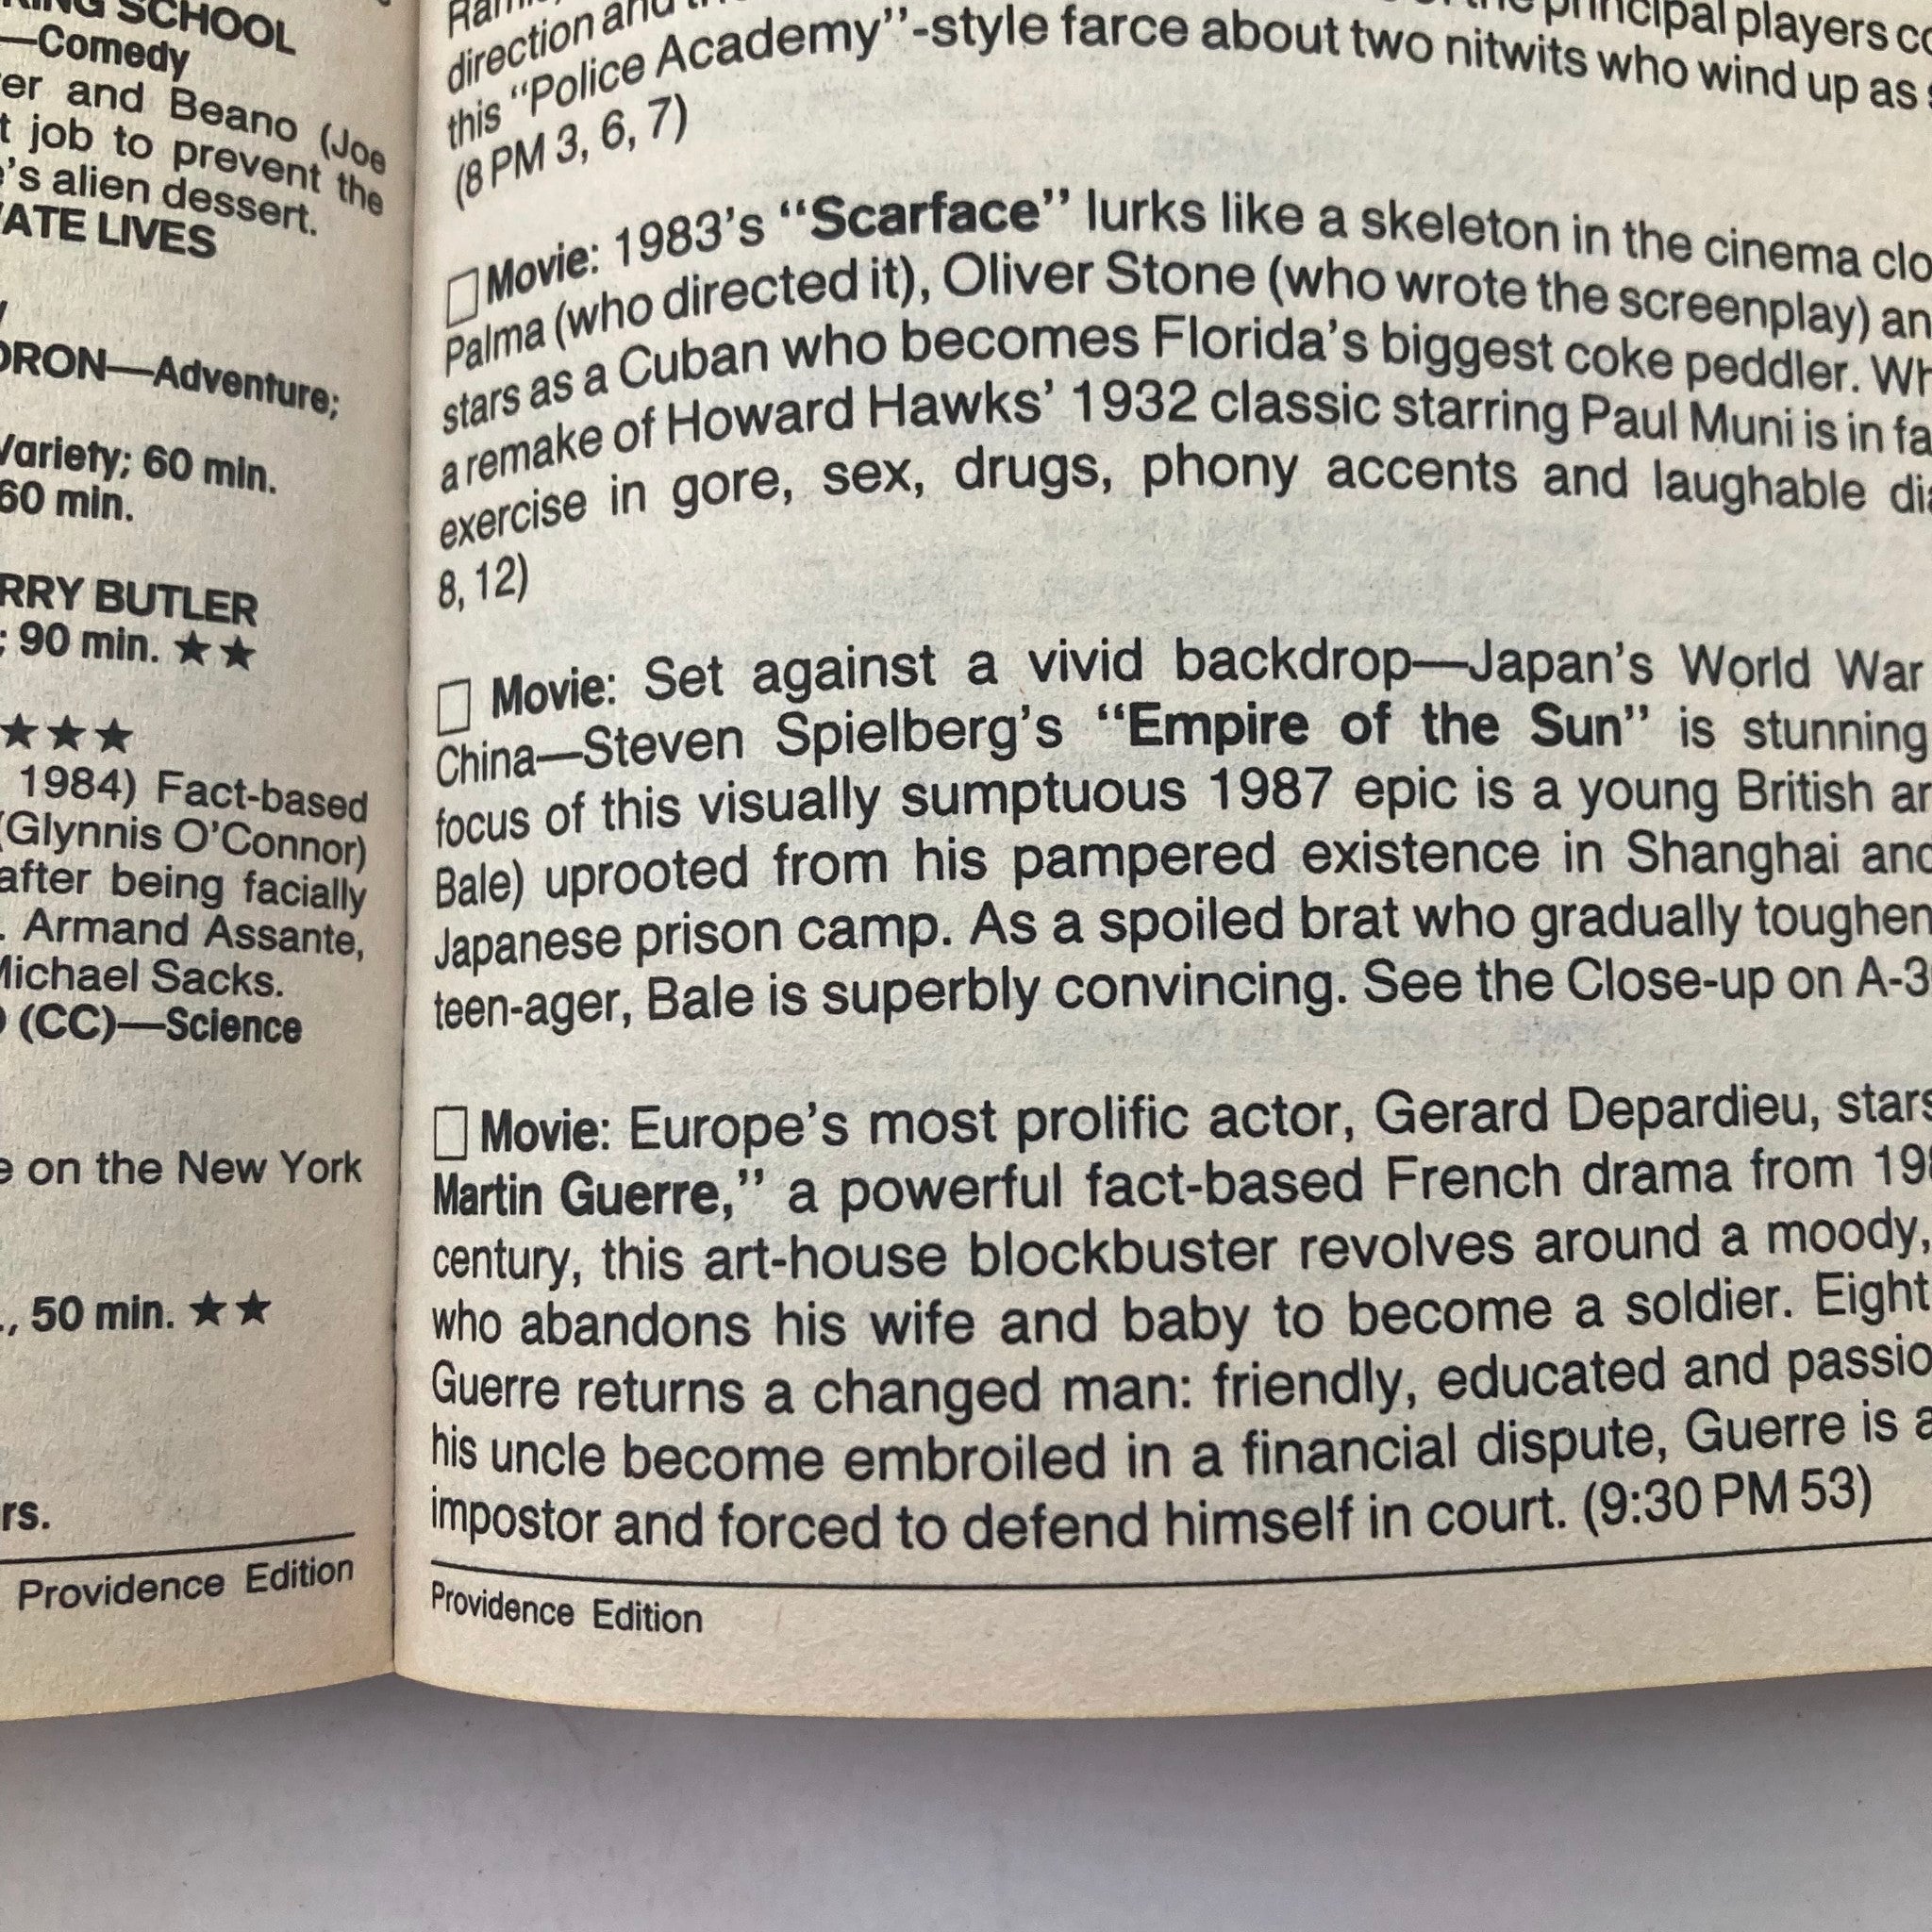 SCHOOL
—Comedy
er and Beano (Joe
t job to prevent the
's alien dessert.
VATE LIVES
DRON—Adventure;
Variety; 60 min.
60 min.
RRY BUTLER
; 90 min. ★★
★★★
1984) Fact-based
(Glynnis O'Connor)
after being facially
. Armand Assante,
Michael Sacks.
(CC)—Science
e on the New York
., 50 min. ★★
rs.
Providence Edition
principal players
direction and
this "Police Academy"-style farce about two nitwits who wind up as
(8 PM 3, 6, 7)
□ Movie: 1983's "Scarface" lurks like a skeleton in the cinema clo
Palma (who directed it), Oliver Stone (who wrote the screenplay) an
stars as a Cuban who becomes Florida's biggest coke peddler. Wh
a remake of Howard Hawks' 1932 classic starring Paul Muni is in fa
exercise in gore, sex, drugs, phony accents and laughable dia
8, 12)
□ Movie: Set against a vivid backdrop—Japan's World War
China—Steven Spielberg's "Empire of the Sun" is stunning
focus of this visually sumptuous 1987 epic is a young British ar
Bale) uprooted from his pampered existence in Shanghai and
Japanese prison camp. As a spoiled brat who gradually toughen
teen-ager, Bale is superbly convincing. See the Close-up on A-3
□ Movie: Europe's most prolific actor, Gerard Depardieu, stars
Martin Guerre," a powerful fact-based French drama from 19
century, this art-house blockbuster revolves around a moody,
who abandons his wife and baby to become a soldier. Eight
Guerre returns a changed man: friendly, educated and passio
his uncle become embroiled in a financial dispute, Guerre is a
impostor and forced to defend himself in court. (9:30 PM 53)
Providence Edition